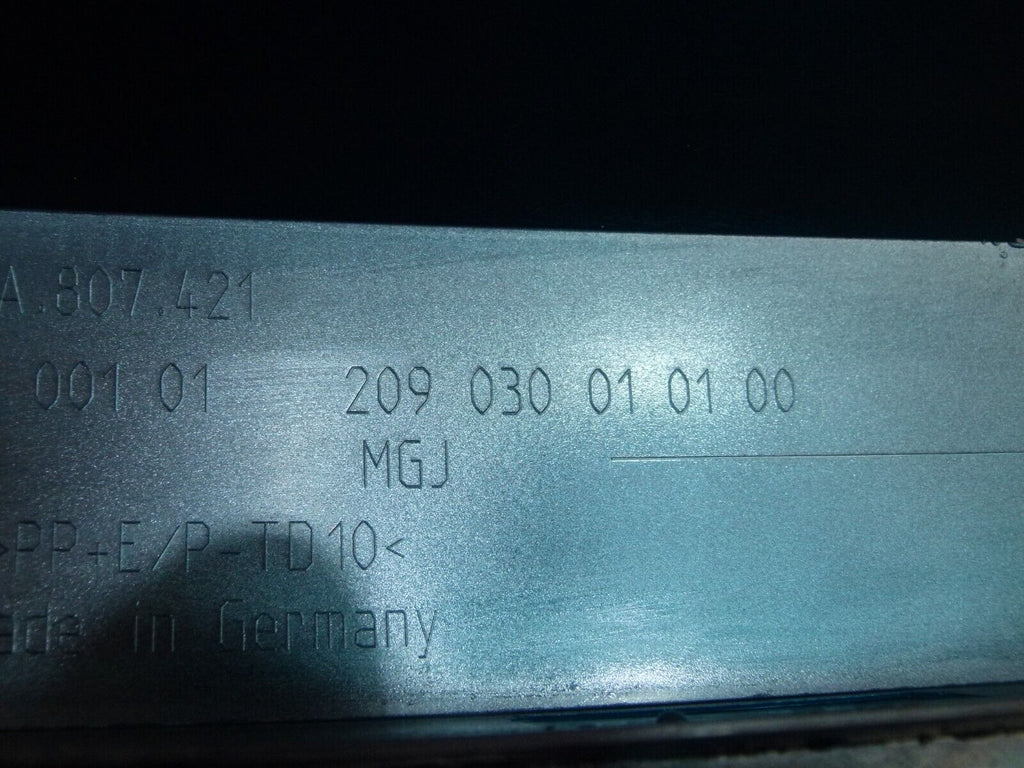 A.807.421
001 01 209 030 01 01 00
MGJ
>PP+E/P-TD10<
ade in Germany